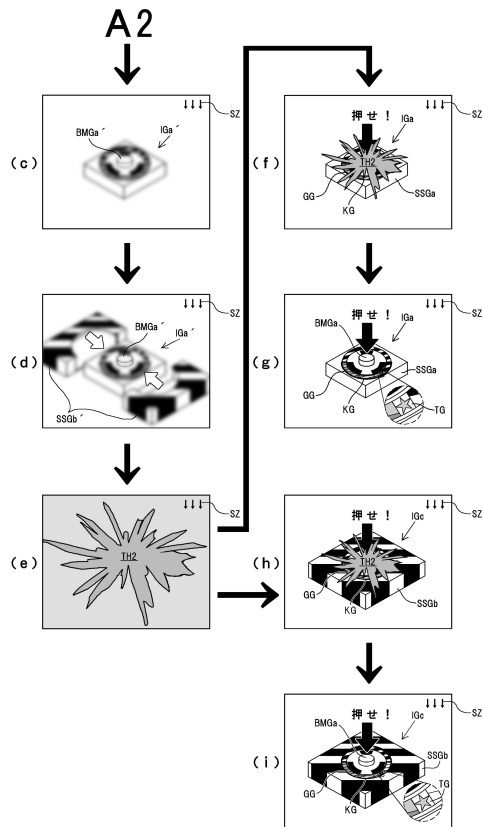 A2
(c)
BMGa´
IGa´
SZ
(d)
BMGa´
IGa´
SZ
SSGb´
(e)
TH2
SZ
(f)
押せ！
IGa
SZ
TH2
GG
KG
SSGa
(g)
押せ！
BMGa
IGa
SZ
GG
KG
SSGa
TG
(h)
押せ！
IGc
SZ
TH2
GG
KG
SSGb
(i)
押せ！
BMGa
IGc
SZ
SSGb
GG
KG
TG